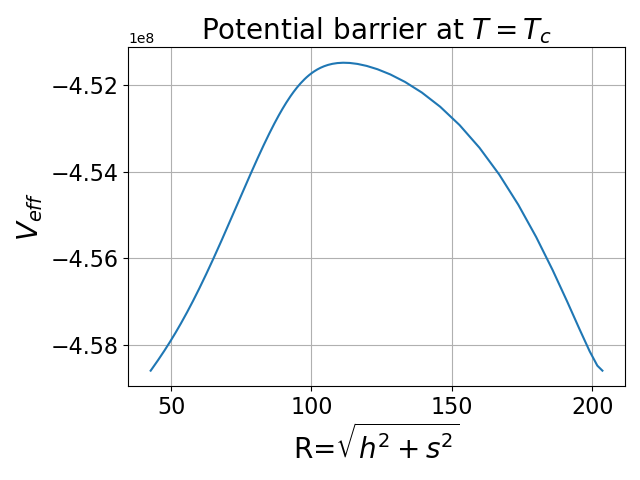 Potential barrier at T = T_c
1e8
−4.52
−4.54
−4.56
−4.58
V_eff
50 100 150 200
R=√h² + s²